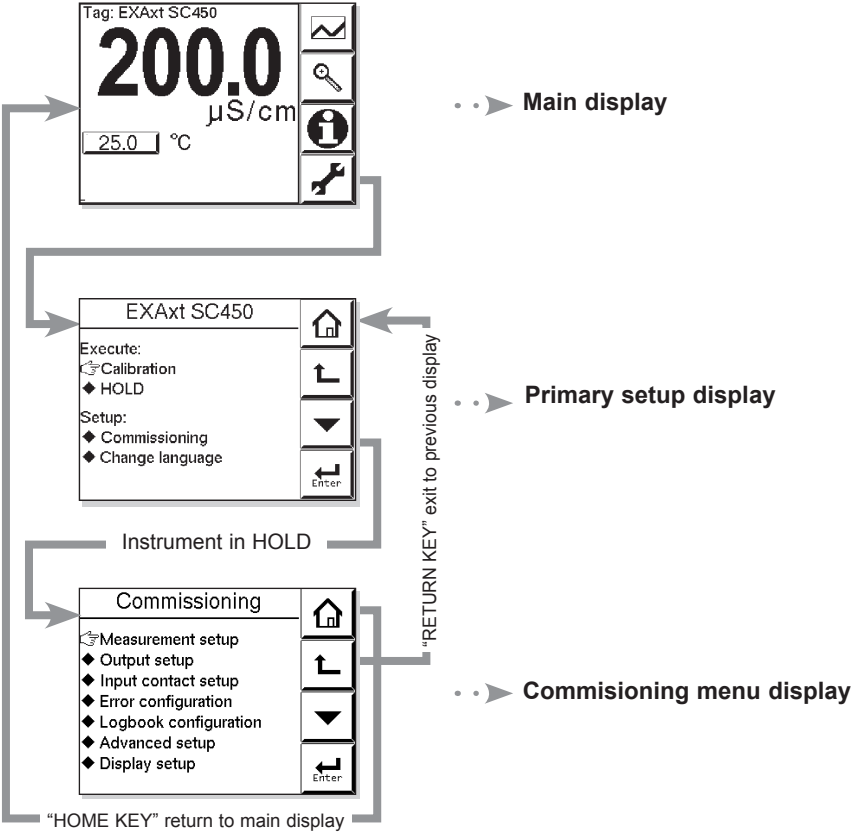 Tag: EXAxt SC450
200.0
µS/cm
25.0 °C
Main display
EXAxt SC450
Execute:
Calibration
HOLD
Setup:
Commissioning
Change language
Enter
Primary setup display
"RETURN KEY" exit to previous display
Instrument in HOLD
Commissioning
Measurement setup
Output setup
Input contact setup
Error configuration
Logbook configuration
Advanced setup
Display setup
Enter
Commisioning menu display
“HOME KEY” return to main display